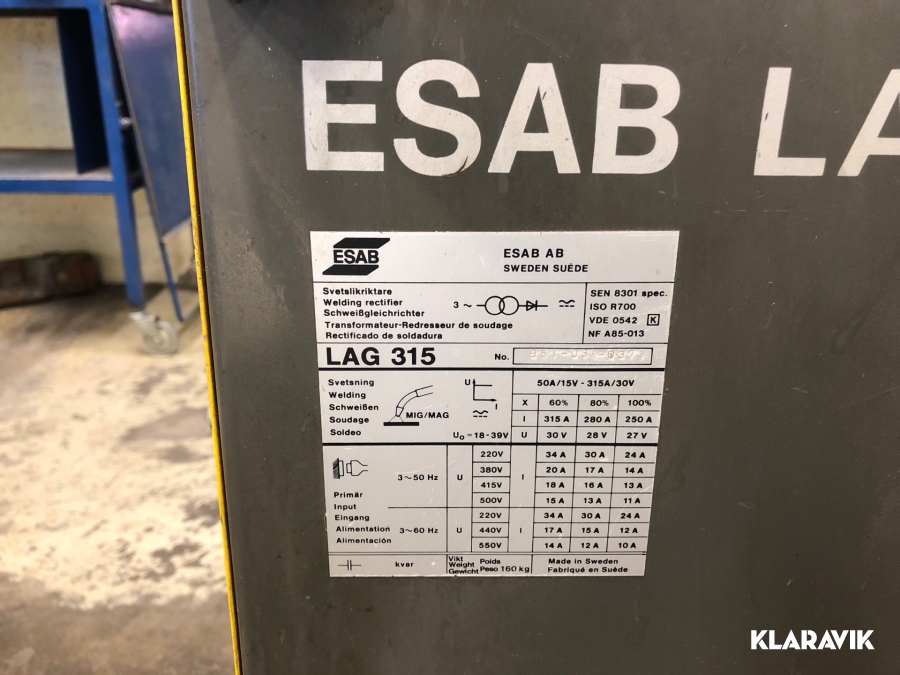 ESAB LA
ESAB
ESAB AB
SWEDEN SUÈDE
Svetslikriktare
Welding rectifier
Schweißgleichrichter
Transformateur-Redresseur de soudage
Rectificado de soldadura
3 ~
SEN 8301 spec.
ISO R700
VDE 0542 K
NF A85-013
LAG 315
No.
Svetsning
Welding
Schweißen
Soudage
Soldeo
MIG/MAG
U
I
U₀ = 18-39V
50A/15V - 315A/30V
X 60% 80% 100%
I 315 A 280 A 250 A
U 30 V 28 V 27 V
Primär
Input
Eingang
Alimentation
Alimentación
3~50 Hz U I
220V 34 A 30 A 24 A
380V 20 A 17 A 14 A
415V 18 A 16 A 13 A
500V 15 A 13 A 11 A
3~60 Hz U I
220V 34 A 30 A 24 A
440V 17 A 15 A 12 A
550V 14 A 12 A 10 A
kvar
Vikt
Weight
Gewicht
Poids
Peso 160 kg
Made in Sweden
Fabriqué en Suède
KLARAVIK